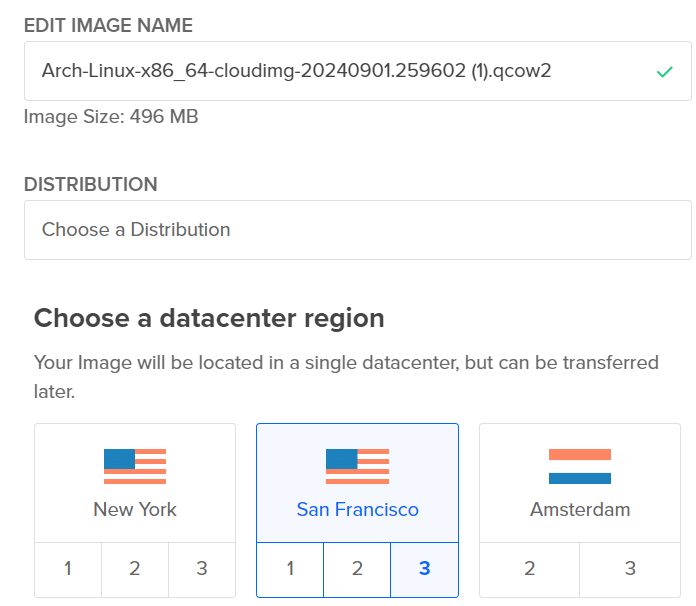 EDIT IMAGE NAME
Arch-Linux-x86_64-cloudimg-20240901.259602 (1).qcow2
Image Size: 496 MB
DISTRIBUTION
Choose a Distribution
Choose a datacenter region
Your Image will be located in a single datacenter, but can be transferred
later.
New York
San Francisco
Amsterdam
1 2 3
1 2 3
2 3